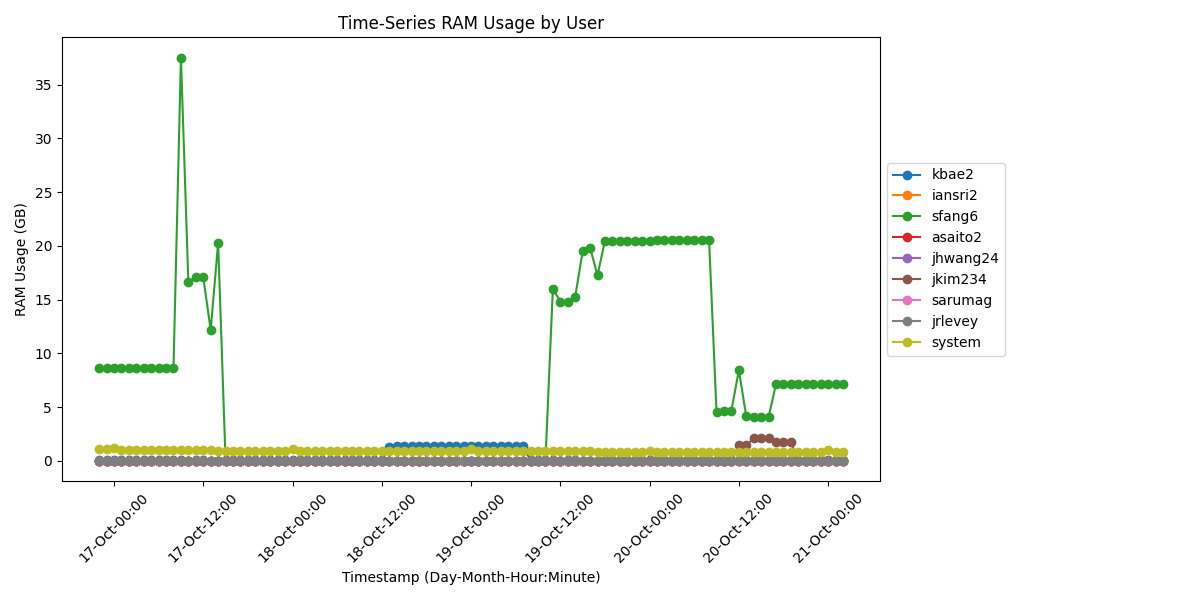 Time-Series RAM Usage by User
RAM Usage (GB)
35
30
25
20
15
10
5
0
17-Oct-00:00
17-Oct-12:00
18-Oct-00:00
18-Oct-12:00
19-Oct-00:00
19-Oct-12:00
20-Oct-00:00
20-Oct-12:00
21-Oct-00:00
Timestamp (Day-Month-Hour:Minute)
kbae2
iansri2
sfang6
asaito2
jhwang24
jkim234
sarumag
jrlevey
system